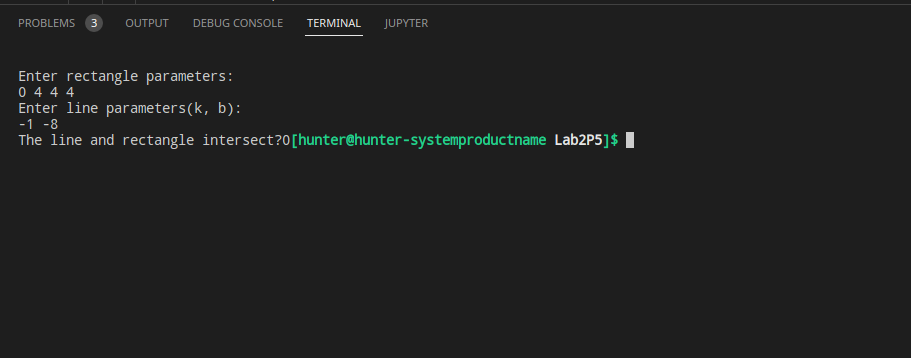 PROBLEMS 3 OUTPUT DEBUG CONSOLE TERMINAL JUPYTER
Enter rectangle parameters:
0 4 4 4
Enter line parameters(k, b):
-1 -8
The line and rectangle intersect?0[hunter@hunter-systemproductname Lab2P5]$